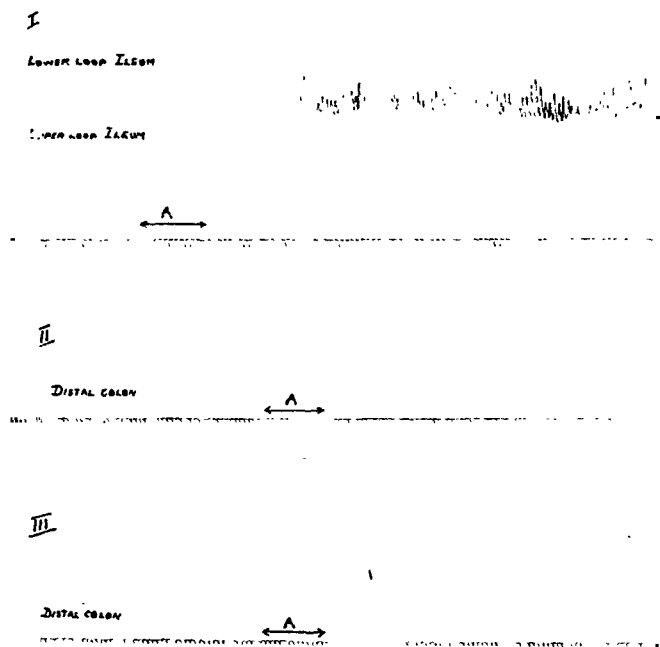 I
LOWER LOOP ILEUM
UPPER LOOP ILEUM
A
II
DISTAL COLON
A
III
DISTAL COLON
A